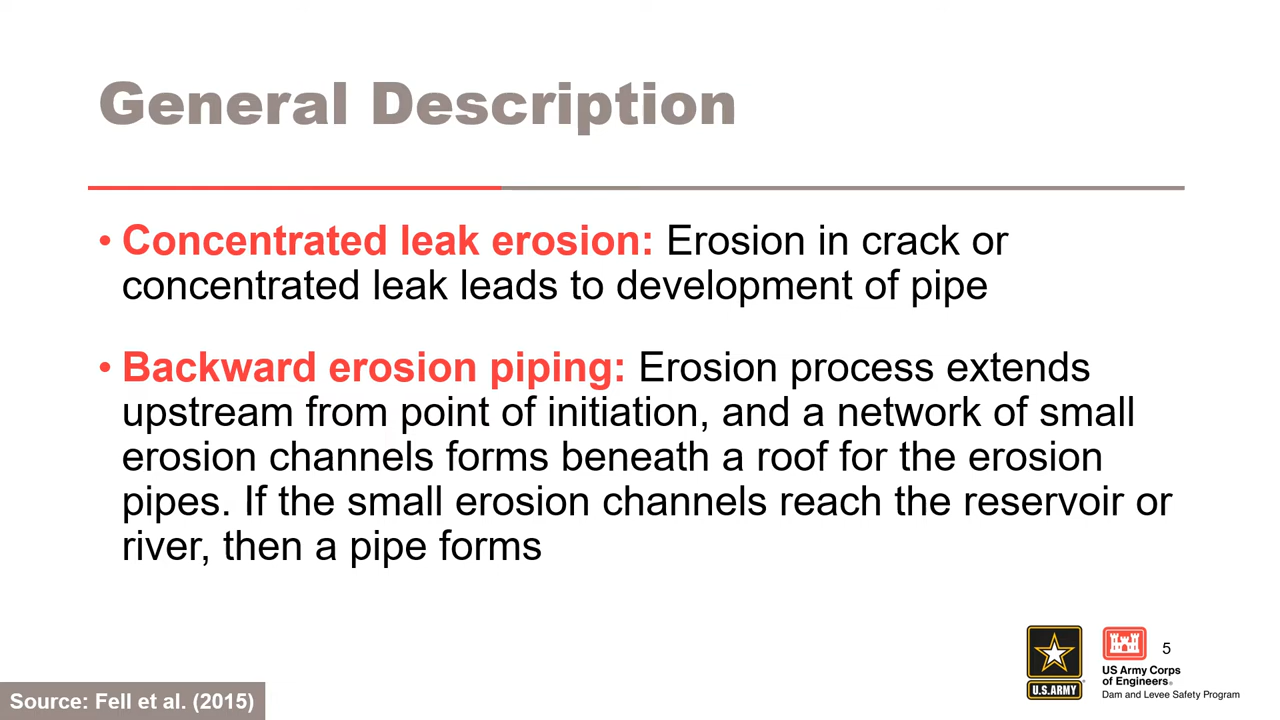 General Description
• Concentrated leak erosion: Erosion in crack or
concentrated leak leads to development of pipe
• Backward erosion piping: Erosion process extends
upstream from point of initiation, and a network of small
erosion channels forms beneath a roof for the erosion
pipes. If the small erosion channels reach the reservoir or
river, then a pipe forms
U.S.ARMY
5
US Army Corps
of Engineers®
Dam and Levee Safety Program
Source: Fell et al. (2015)